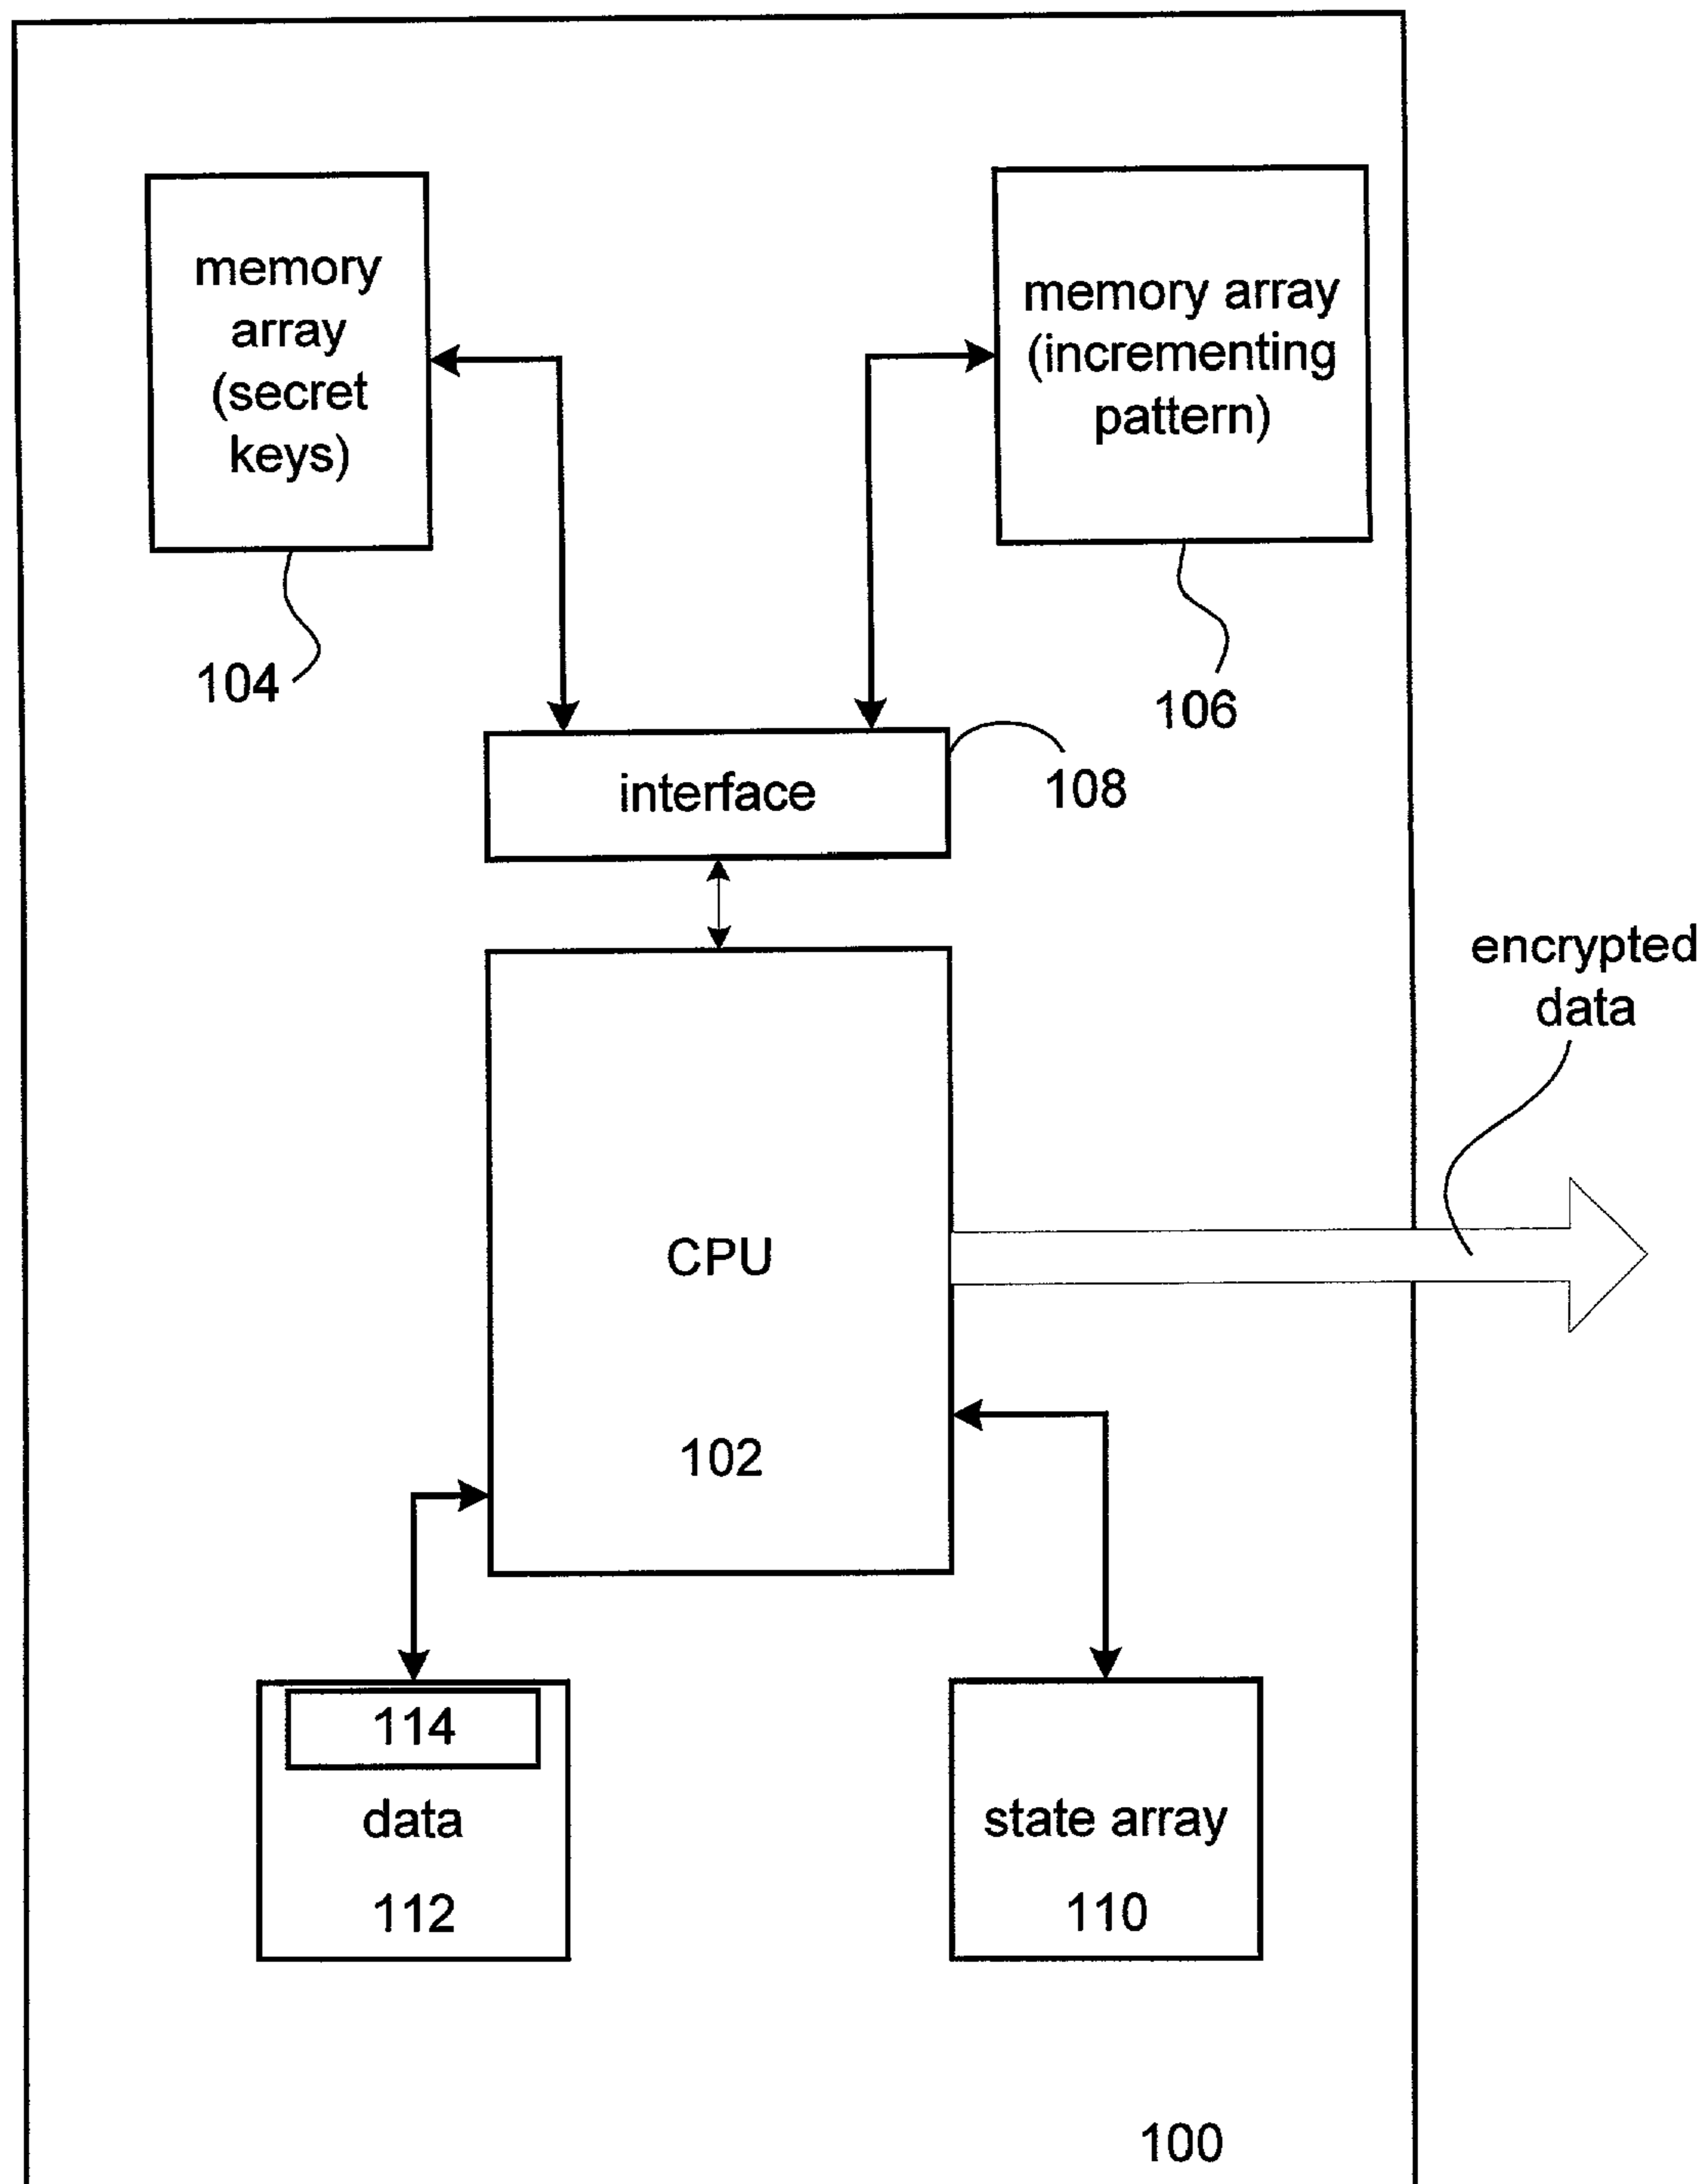 memory
array
(secret
keys)
memory array
(incrementing
pattern)
104
106
interface
108
encrypted
data
CPU
102
114
data
112
state array
110
100